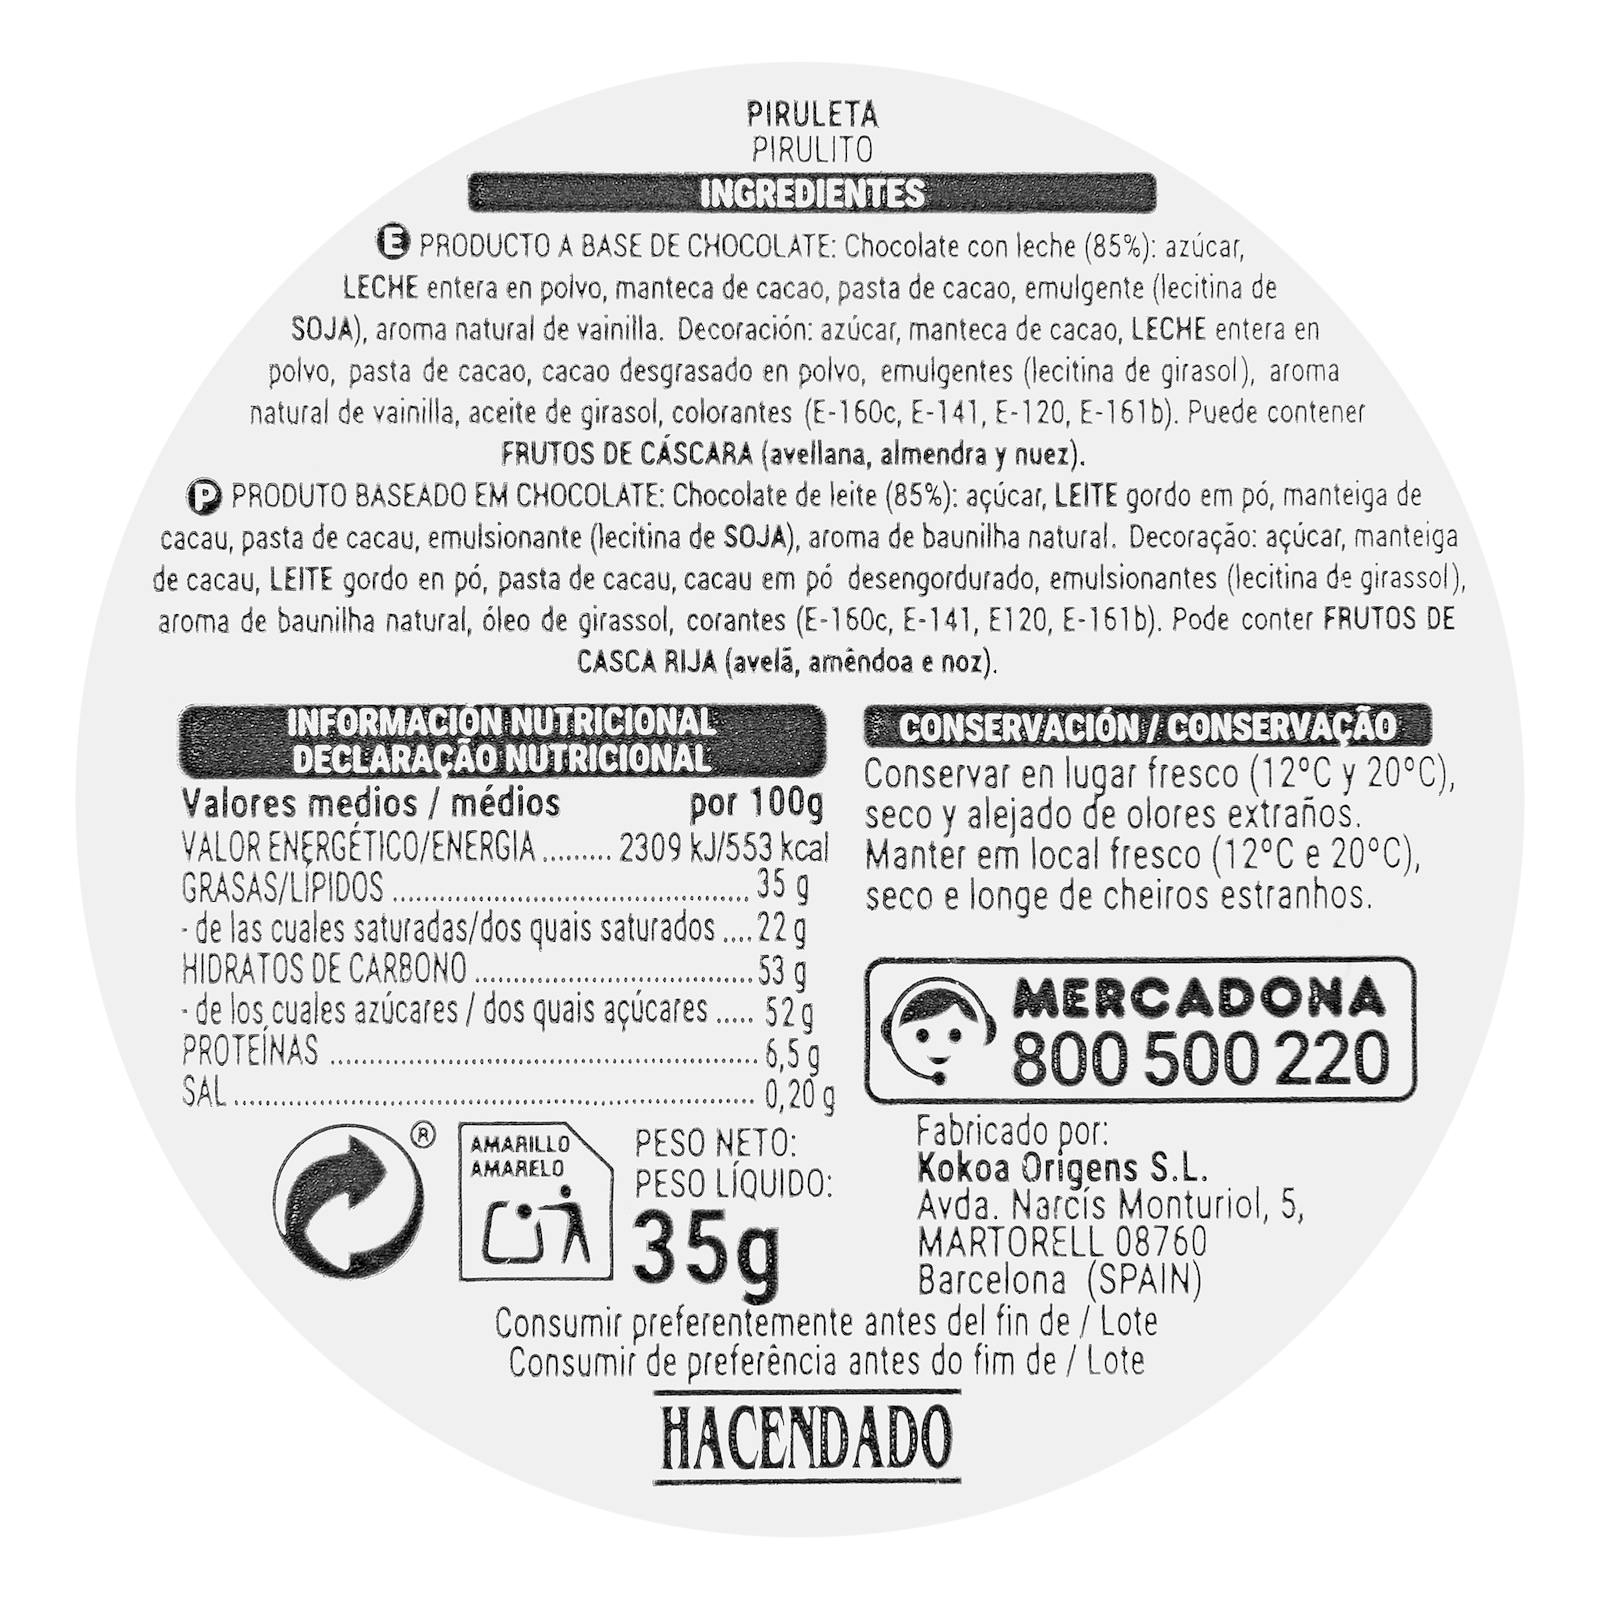 PIRULETA
PIRULITO
INGREDIENTES
E PRODUCTO A BASE DE CHOCOLATE: Chocolate con leche (85%): azúcar,
LECHE entera en polvo, manteca de cacao, pasta de cacao, emulgente (lecitina de
SOJA), aroma natural de vainilla. Decoración: azúcar, manteca de cacao, LECHE entera en
polvo, pasta de cacao, cacao desgrasado en polvo, emulgentes (lecitina de girasol), aroma
natural de vainilla, aceite de girasol, colorantes (E-160c, E-141, E-120, E-161b). Puede contener
FRUTOS DE CÁSCARA (avellana, almendra y nuez).
P PRODUTO BASEADO EM CHOCOLATE: Chocolate de leite (85%): açúcar, LEITE gordo em pó, manteiga de
cacau, pasta de cacau, emulsionante (lecitina de SOJA), aroma de baunilha natural. Decoração: açúcar, manteiga
de cacau, LEITE gordo en pó, pasta de cacau, cacau em pó desengordurado, emulsionantes (lecitina de girassol),
aroma de baunilha natural, óleo de girassol, corantes (E-160c, E-141, E120, E-161b). Pode conter FRUTOS DE
CASCA RIJA (avelã, amêndoa e noz).
INFORMACIÓN NUTRICIONAL
DECLARAÇÃO NUTRICIONAL
Valores medios / médios por 100g
VALOR ENERGÉTICO/ENERGIA ......... 2309 kJ/553 kcal
GRASAS/LÍPIDOS ............................................. 35 g
- de las cuales saturadas/dos quais saturados .... 22 g
HIDRATOS DE CARBONO .................................. 53 g
- de los cuales azúcares / dos quais açúcares ..... 52 g
PROTEÍNAS ...................................................... 6,5 g
SAL ................................................................. 0,20 g
CONSERVACIÓN / CONSERVAÇÃO
Conservar en lugar fresco (12ºC y 20ºC),
seco y alejado de olores extraños.
Manter em local fresco (12ºC e 20ºC),
seco e longe de cheiros estranhos.
MERCADONA
800 500 220
®
AMARILLO
AMARELO
PESO NETO:
PESO LÍQUIDO:
35g
Fabricado por:
Kokoa Orígens S.L.
Avda. Narcís Monturiol, 5,
MARTORELL 08760
Barcelona (SPAIN)
Consumir preferentemente antes del fin de / Lote
Consumir de preferência antes do fim de / Lote
HACENDADO